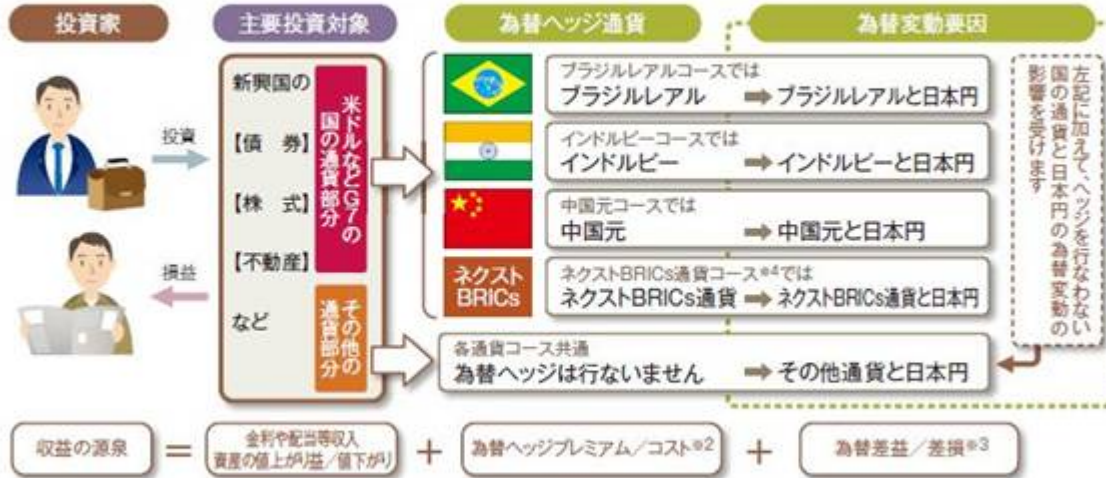 投資家
主要投資対象
為替ヘッジ通貨
為替変動要因
投資
損益
新興国の
【債 券】
【株 式】
【不動産】
など
米ドルなどG7の
国の通貨部分
その他の
通貨部分
ブラジルレアルコースでは
ブラジルレアル ➡ ブラジルレアルと日本円
インドルピーコースでは
インドルピー ➡ インドルピーと日本円
中国元コースでは
中国元 ➡ 中国元と日本円
ネクスト
BRICs
ネクストBRICs通貨コース※4では
ネクストBRICs通貨 ➡ ネクストBRICs通貨と日本円
各通貨コース共通
為替ヘッジは行ないません ➡ その他通貨と日本円
左記に加えて、ヘッジを行なわない
国の通貨と日本円の為替変動の
影響を受けます
収益の源泉
=
金利や配当等収入
資産の値上がり益/値下がり
+
為替ヘッジプレミアム/コスト※2
+
為替差益/差損※3